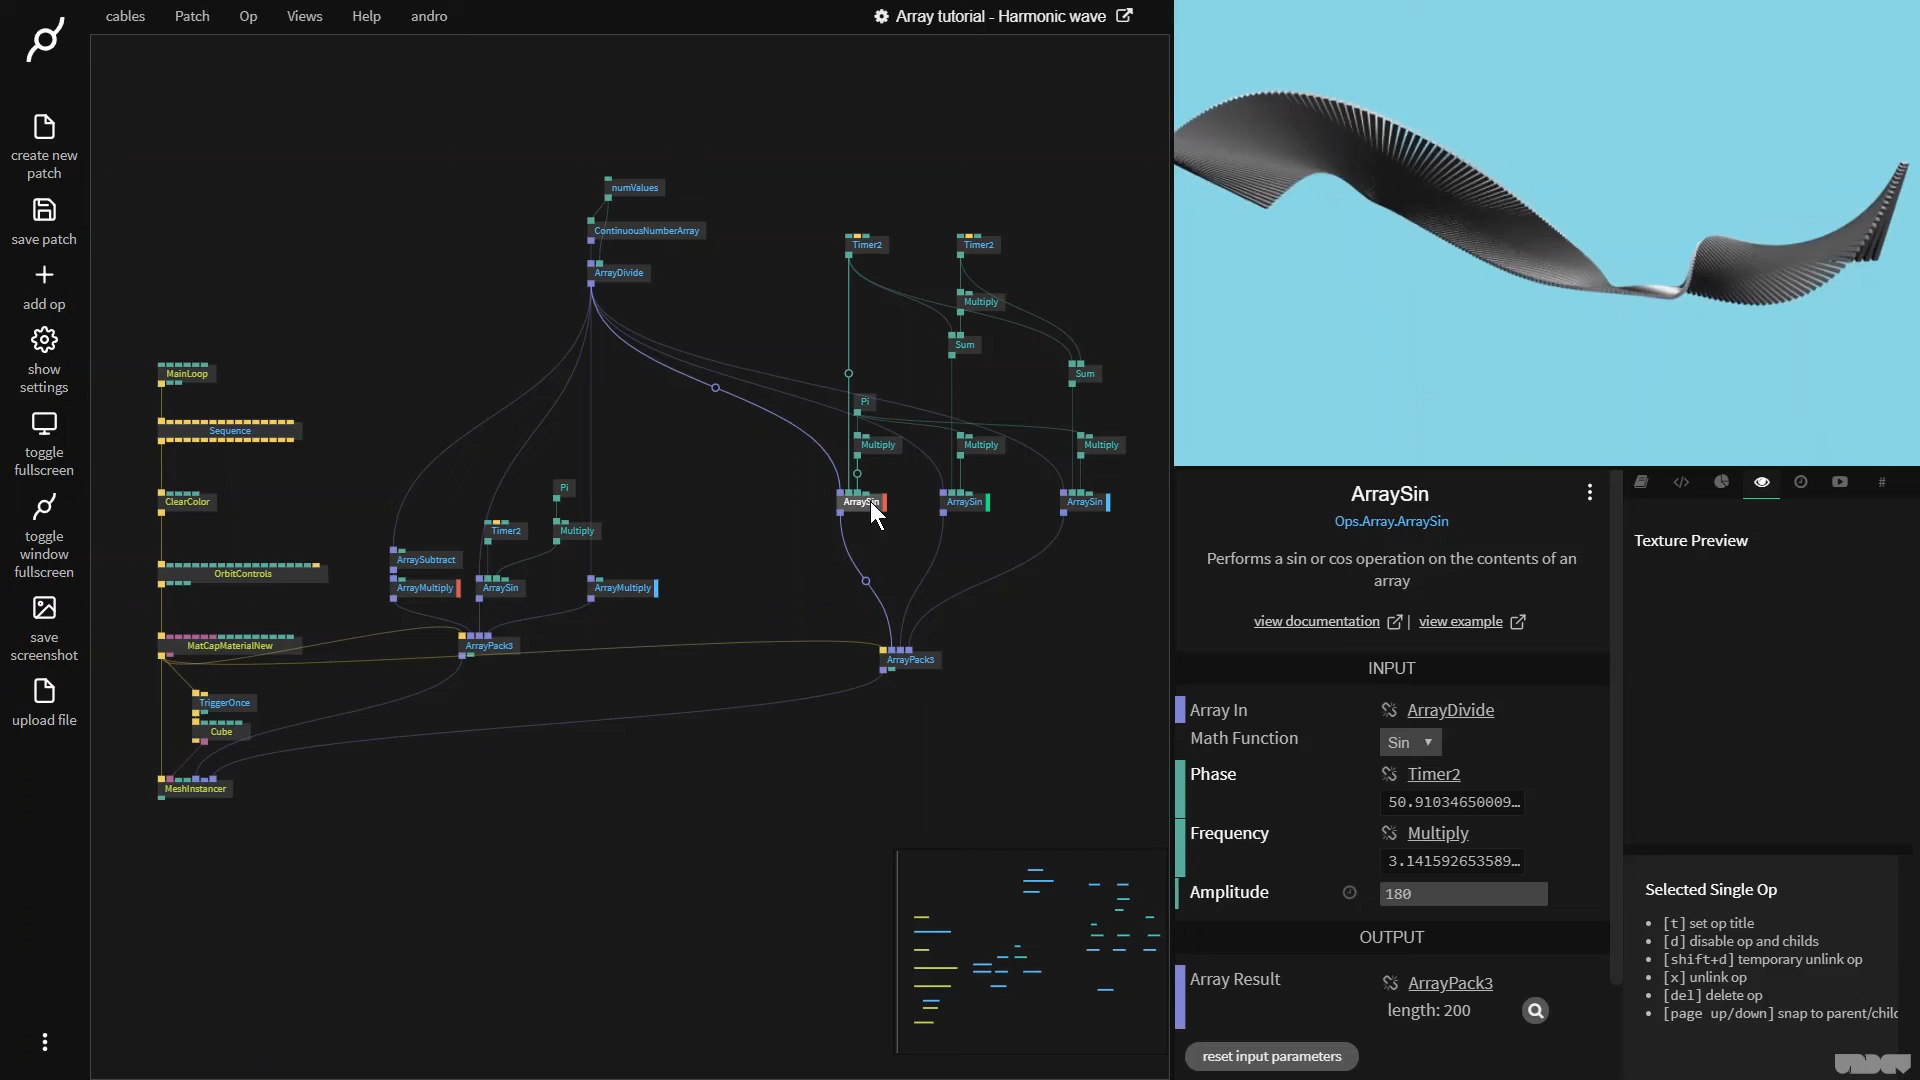 cables Patch Op Views Help andro Array tutorial - Harmonic wave
create new
patch
save patch
add op
show
settings
toggle
fullscreen
toggle
window
fullscreen
save
screenshot
upload file
numValues
ContinuousNumberArray
ArrayDivide
Timer2 Timer2
Multiply
Sum
Sum
MainLoop
Pi
Sequence
Multiply Multiply Multiply
Pi
ClearColor
ArraySin ArraySin ArraySin
Timer2 Multiply
ArraySubtract
OrbitControls
ArrayMultiply ArraySin ArrayMultiply
MatCapMaterialNew
ArrayPack3
ArrayPack3
TriggerOnce
Cube
MeshInstancer
ArraySin
Ops.Array.ArraySin
Performs a sin or cos operation on the contents of an
array
view documentation | view example
INPUT
Array In ArrayDivide
Math Function Sin
Phase Timer2
50.91034650009…
Frequency Multiply
3.141592653589…
Amplitude 180
OUTPUT
Array Result ArrayPack3
length: 200
reset input parameters
#
Texture Preview
Selected Single Op
[t] set op title
[d] disable op and childs
[shift+d] temporary unlink op
[x] unlink op
[del] delete op
[page up/down] snap to parent/chil